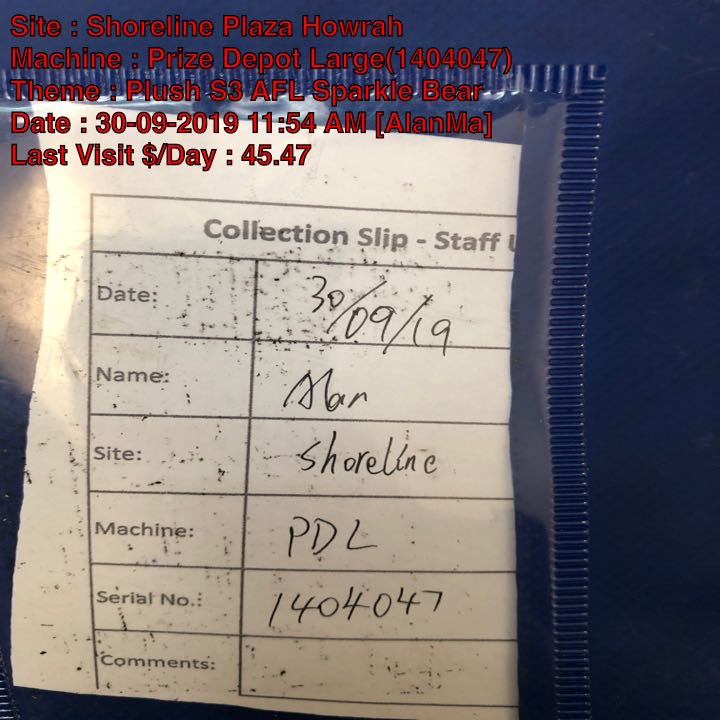 Site : Shoreline Plaza Howrah
Machine : Prize Depot Large(1404047)
Theme : Plush S3 AFL Sparkle Bear
Date : 30-09-2019 11:54 AM [AlanMa]
Last Visit $/Day : 45.47
Collection Slip - Staff
Date: 30/09/19
Name: Alan
Site: Shoreline
Machine: PDL
Serial No.: 1404047
Comments: